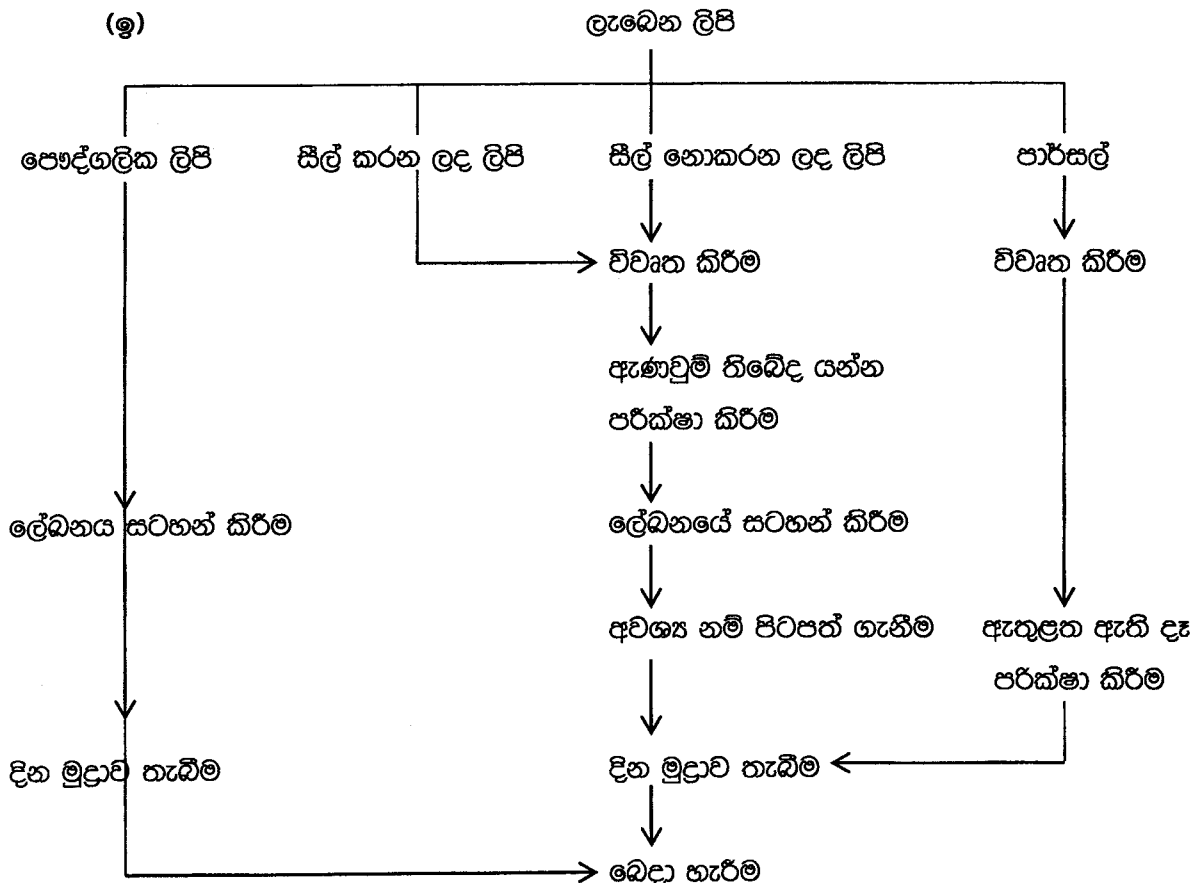 (ඉ)
ලැබෙන ලිපි
පෞද්ගලික ලිපි
සීල් කරන ලද ලිපි
සීල් නොකරන ලද ලිපි
පාර්සල්
විවෘත කිරීම
විවෘත කිරීම
ඇණවුම් තිබේද යන්න
පරීක්ෂා කිරීම
ලේඛනය සටහන් කිරීම
ලේඛනයේ සටහන් කිරීම
අවශ්‍ය නම් පිටපත් ගැනීම
ඇතුළත ඇති දෑ
පරික්ෂා කිරීම
දින මුද්‍රාව තැබීම
දින මුද්‍රාව තැබීම
බෙදා හැරීම